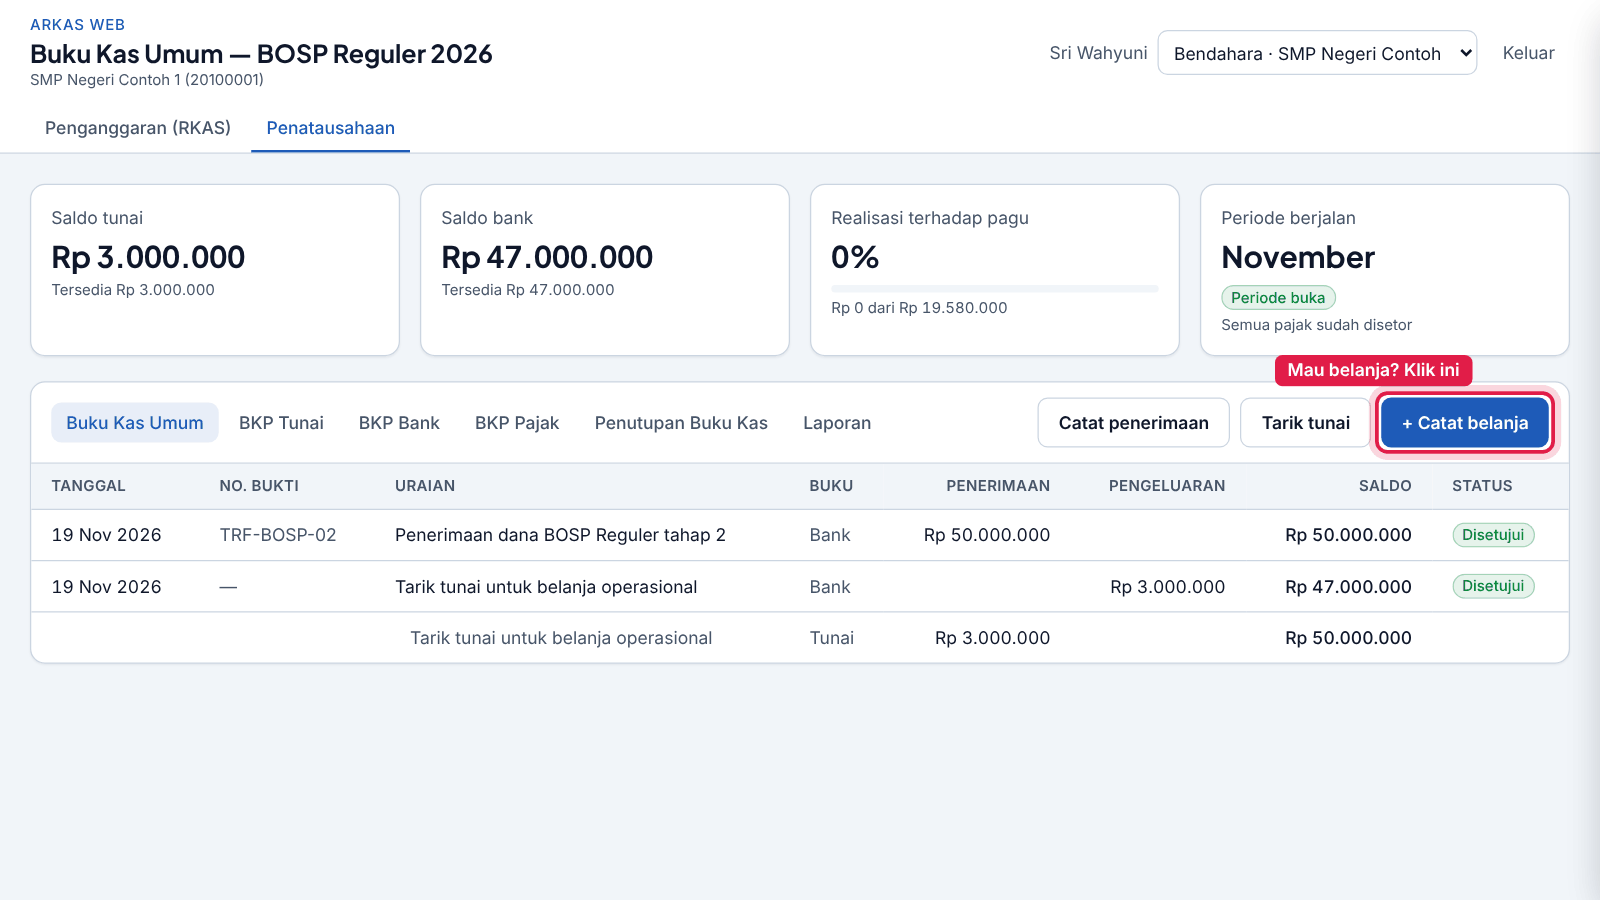 ARKAS WEB
Buku Kas Umum — BOSP Reguler 2026
SMP Negeri Contoh 1 (20100001)
Sri Wahyuni
Bendahara · SMP Negeri Contoh
Keluar
Penganggaran (RKAS)
Penatausahaan
Saldo tunai
Rp 3.000.000
Tersedia Rp 3.000.000
Saldo bank
Rp 47.000.000
Tersedia Rp 47.000.000
Realisasi terhadap pagu
0%
Rp 0 dari Rp 19.580.000
Periode berjalan
November
Periode buka
Semua pajak sudah disetor
Mau belanja? Klik ini
Buku Kas Umum BKP Tunai BKP Bank BKP Pajak Penutupan Buku Kas Laporan
Catat penerimaan Tarik tunai + Catat belanja
TANGGAL NO. BUKTI URAIAN BUKU PENERIMAAN PENGELUARAN SALDO STATUS
19 Nov 2026 TRF-BOSP-02 Penerimaan dana BOSP Reguler tahap 2 Bank Rp 50.000.000 Rp 50.000.000 Disetujui
19 Nov 2026 — Tarik tunai untuk belanja operasional Bank Rp 3.000.000 Rp 47.000.000 Disetujui
Tarik tunai untuk belanja operasional Tunai Rp 3.000.000 Rp 50.000.000